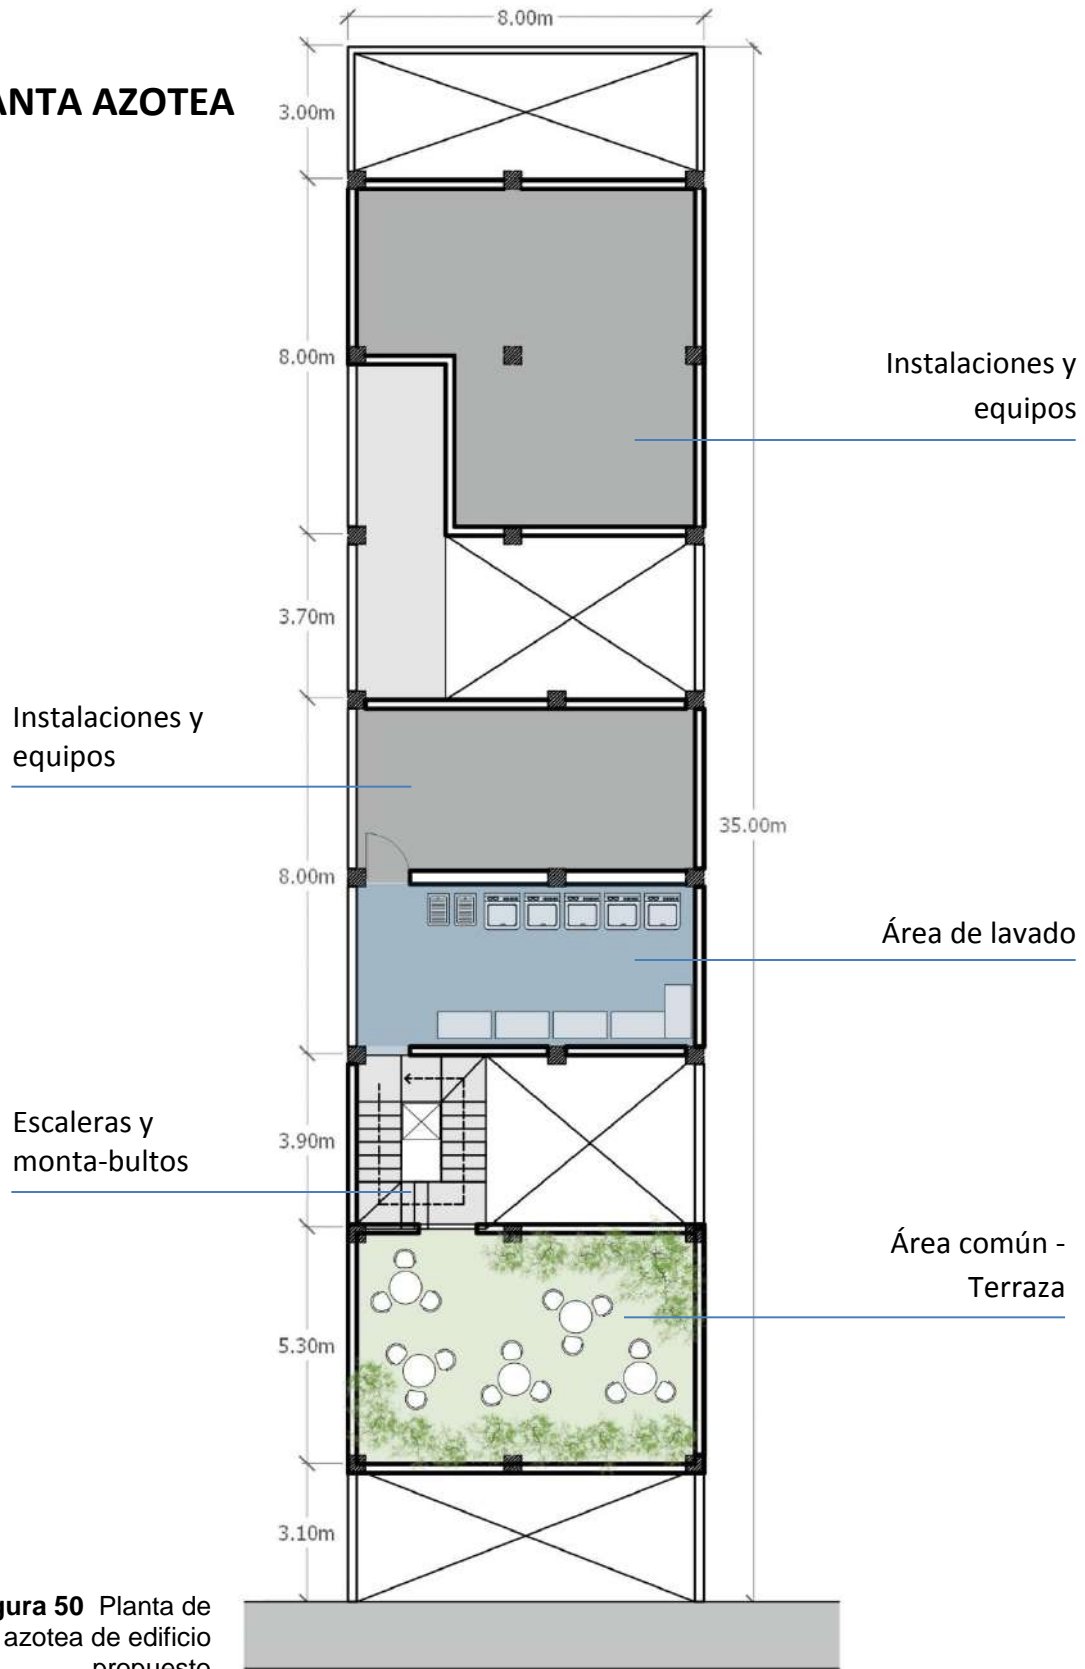 8.00m
ANTA AZOTEA
3.00m
8.00m
Instalaciones y
equipos
3.70m
Instalaciones y
equipos
35.00m
8.00m
Área de lavado
Escaleras y
monta-bultos
3.90m
Área común -
Terraza
5.30m
3.10m
gura 50 Planta de
azotea de edificio
propuesto